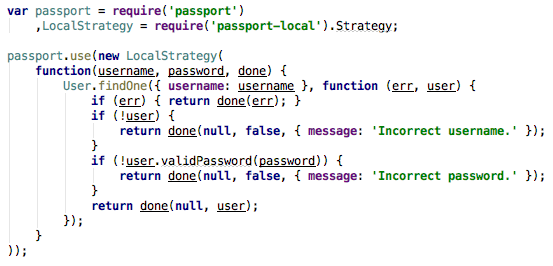 var passport = require('passport')
    ,LocalStrategy = require('passport-local').Strategy;

passport.use(new LocalStrategy(
    function(username, password, done) {
        User.findOne({ username: username }, function (err, user) {
            if (err) { return done(err); }
            if (!user) {
                return done(null, false, { message: 'Incorrect username.' });
            }
            if (!user.validPassword(password)) {
                return done(null, false, { message: 'Incorrect password.' });
            }
            return done(null, user);
        });
    }
));